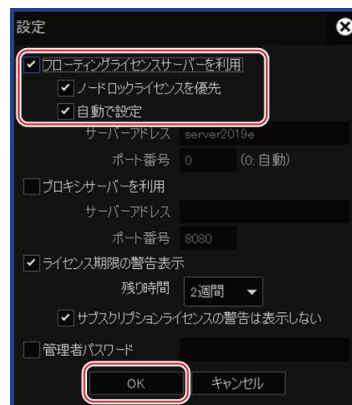 設定
フローティングライセンスサーバーを利用
ノードロックライセンスを優先
自動で設定
サーバーアドレス server2019e
ポート番号 0 (0: 自動)
プロキシサーバーを利用
サーバーアドレス
ポート番号 8080
ライセンス期限の警告表示
残り時間 2週間
サブスクリプションライセンスの警告は表示しない
管理者パスワード
OK キャンセル